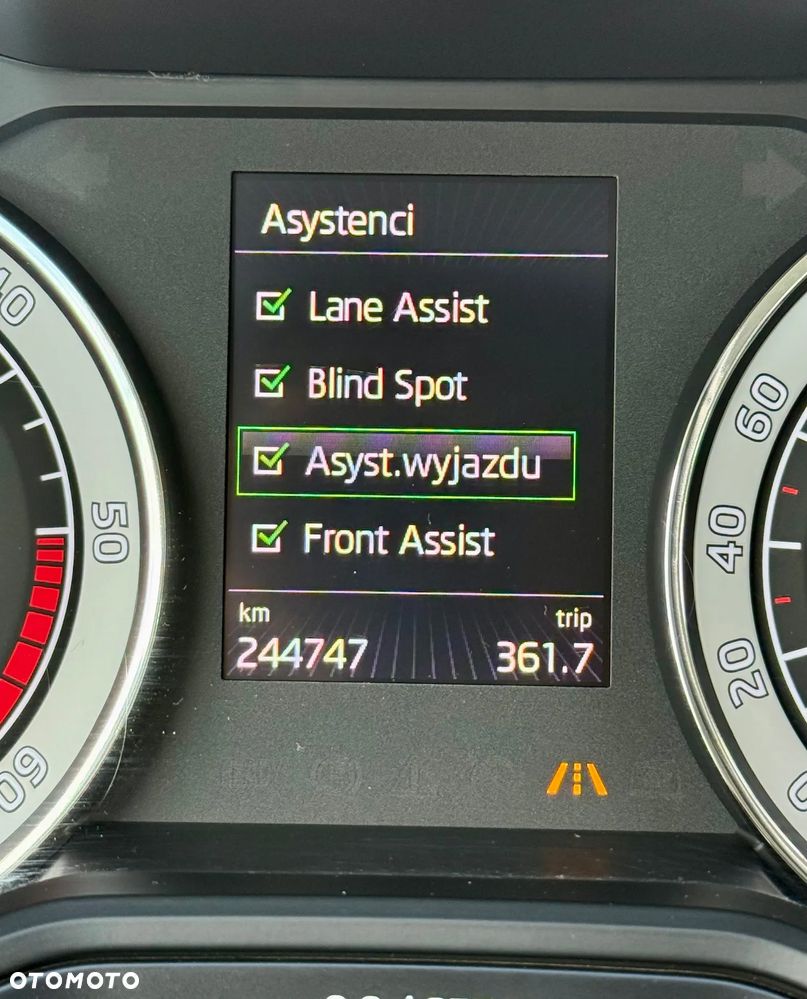 Asystenci
Lane Assist
Blind Spot
Asyst.wyjazdu
Front Assist
km trip
244747 361.7
40
50
60
60
40
20
OTOMOTO